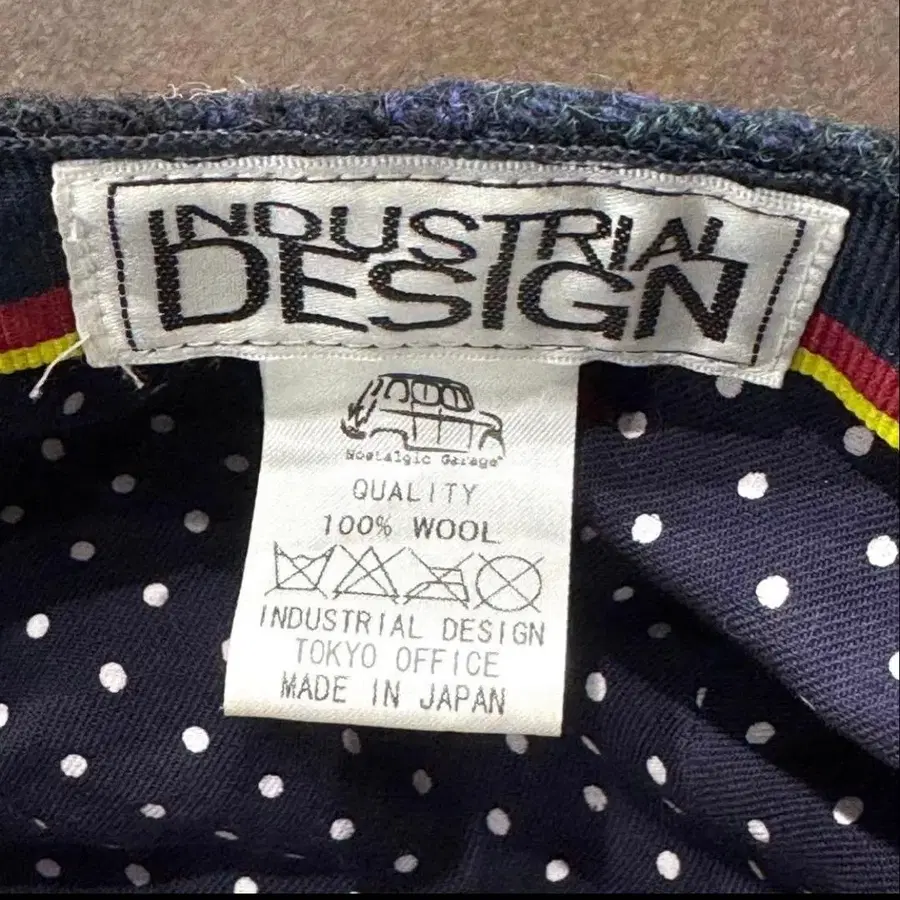 INDUSTRIAL
DESIGN
Nostalgic Garage
QUALITY
100% WOOL
INDUSTRIAL DESIGN
TOKYO OFFICE
MADE IN JAPAN